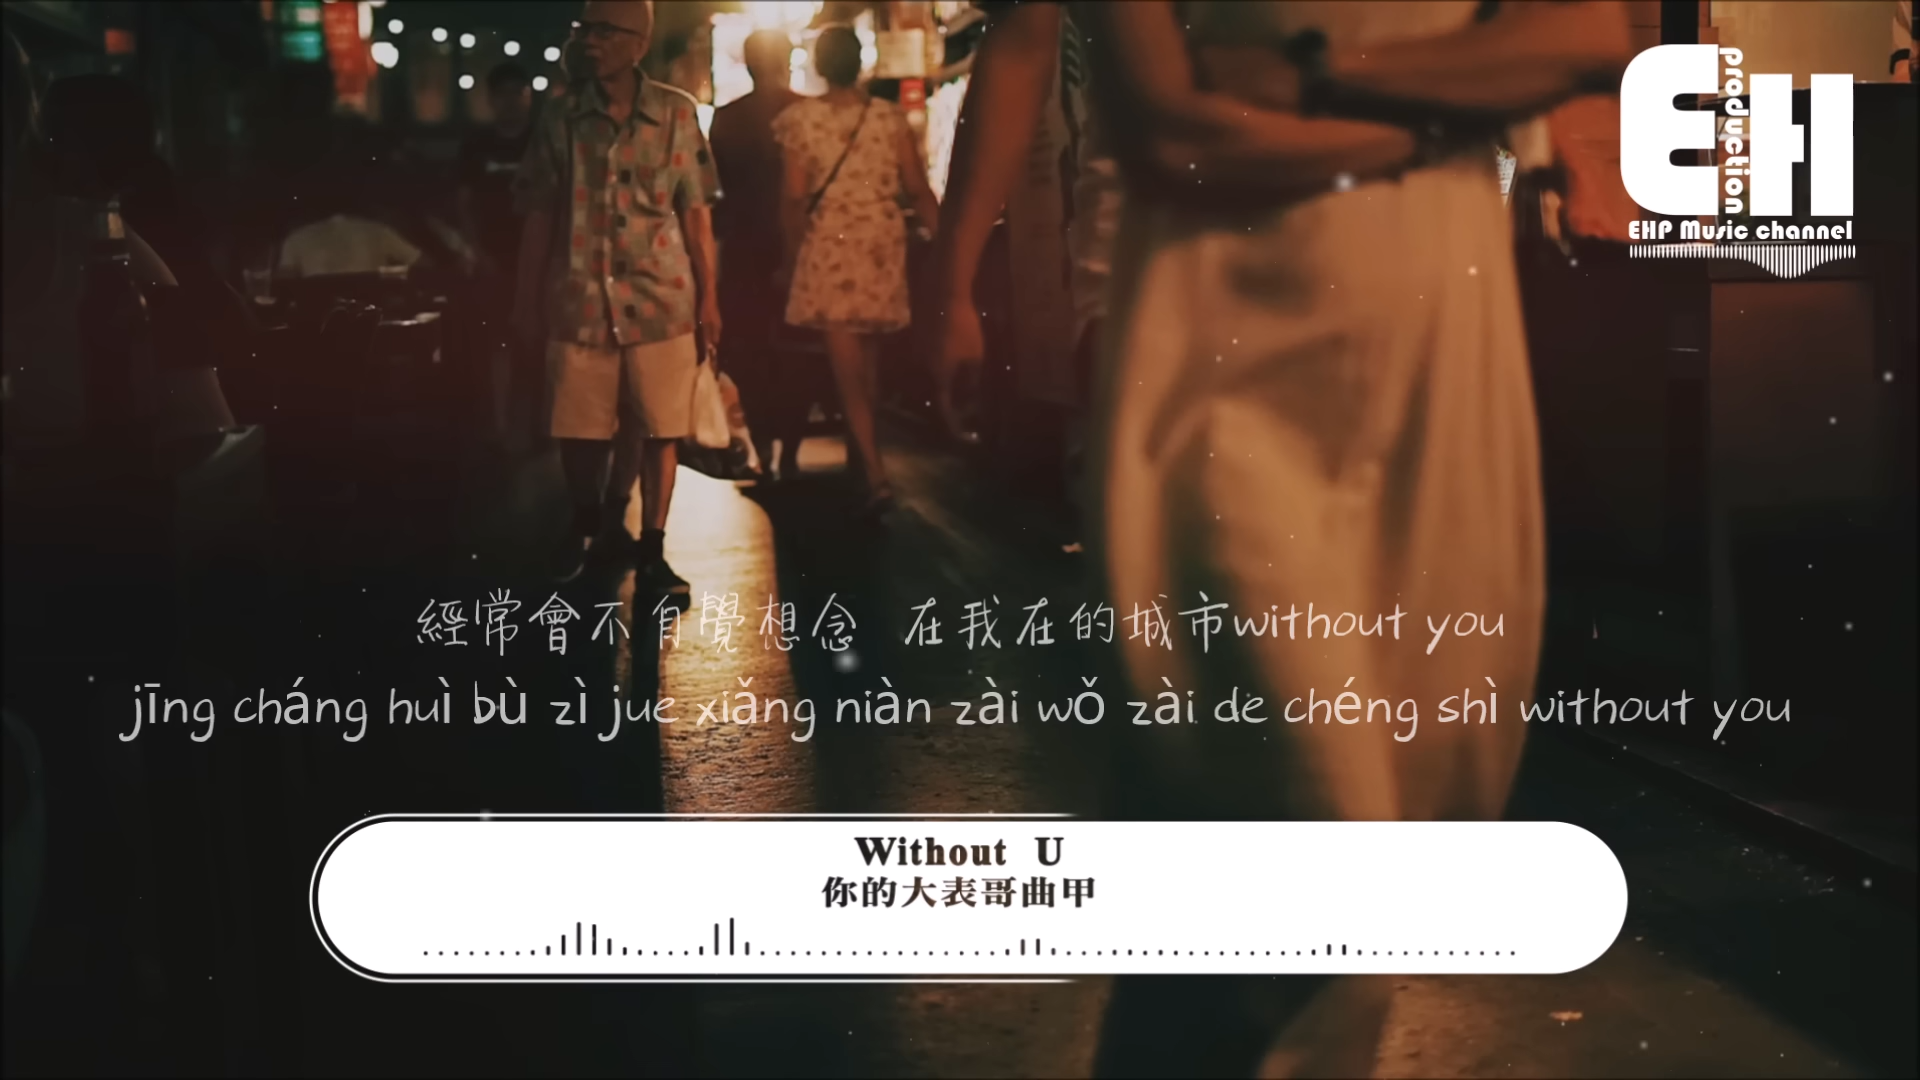 EH
production
EHP Music channel
經常會不自覺想念 在我在的城市without you
jīng cháng huì bù zì jue xiǎng niàn zài wǒ zài de chéng shì without you
Without U
你的大表哥曲甲